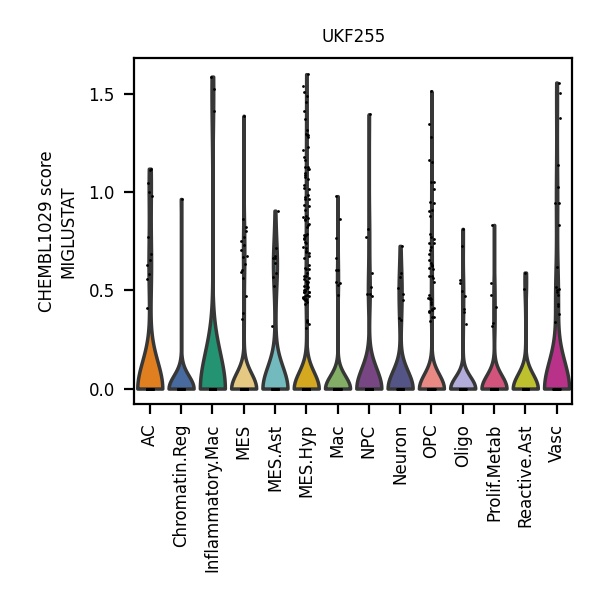 UKF255
CHEMBL1029 score
MIGLUSTAT
1.5
1.0
0.5
0.0
AC
Chromatin.Reg
Inflammatory.Mac
MES
MES.Ast
MES.Hyp
Mac
NPC
Neuron
OPC
Oligo
Prolif.Metab
Reactive.Ast
Vasc